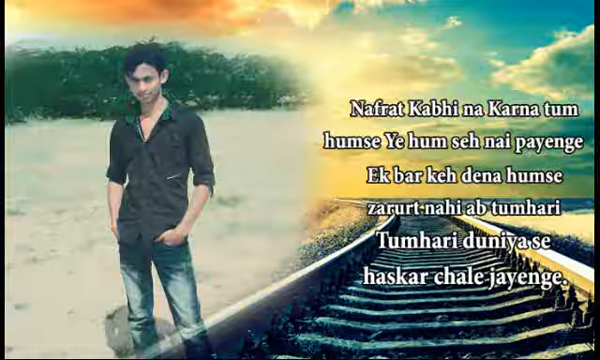 Nafrat Kabhi na Karna tum
humse Ye hum seh nai payenge
Ek bar keh dena humse
zarurt nahi ab tumhari
Tumhari duniya se
haskar chale jayenge.